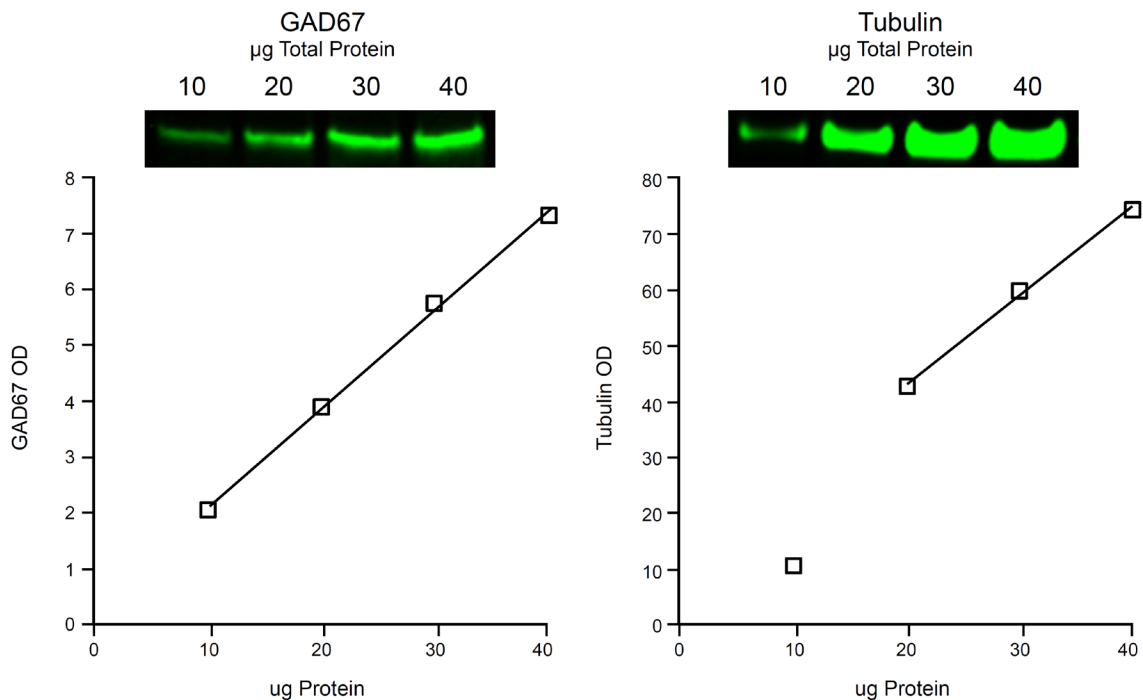 GAD67
µg Total Protein
10 20 30 40
8
7
6
5
4
3
2
1
0
GAD67 OD
0 10 20 30 40
ug Protein
Tubulin
µg Total Protein
10 20 30 40
80
70
60
50
40
30
20
10
0
Tubulin OD
0 10 20 30 40
ug Protein